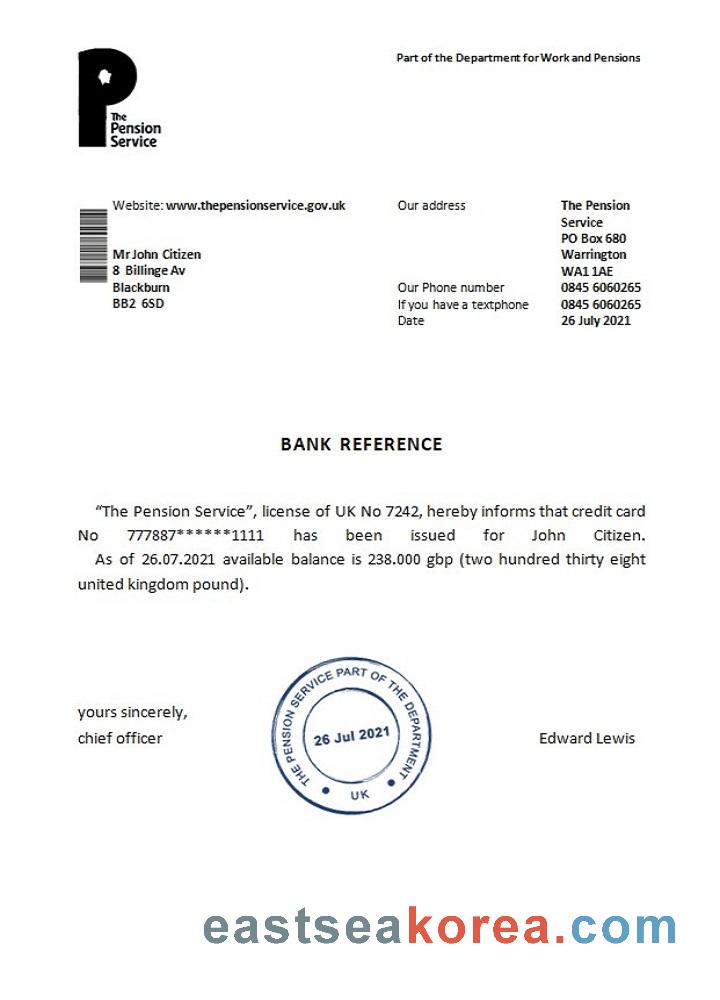 Part of the Department for Work and Pensions
The
Pension
Service
Website: www.thepensionservice.gov.uk
Mr John Citizen
8 Billinge Av
Blackburn
BB2 6SD
Our address
The Pension
Service
PO Box 680
Warrington
WA1 1AE
Our Phone number 0845 6060265
If you have a textphone 0845 6060265
Date 26 July 2021
BANK REFERENCE
“The Pension Service”, license of UK No 7242, hereby informs that credit card
No 777887******1111 has been issued for John Citizen.
As of 26.07.2021 available balance is 238.000 gbp (two hundred thirty eight
united kingdom pound).
yours sincerely,
chief officer
THE PENSION SERVICE PART OF THE DEPARTMENT
26 Jul 2021
UK
Edward Lewis
eastseakorea.com